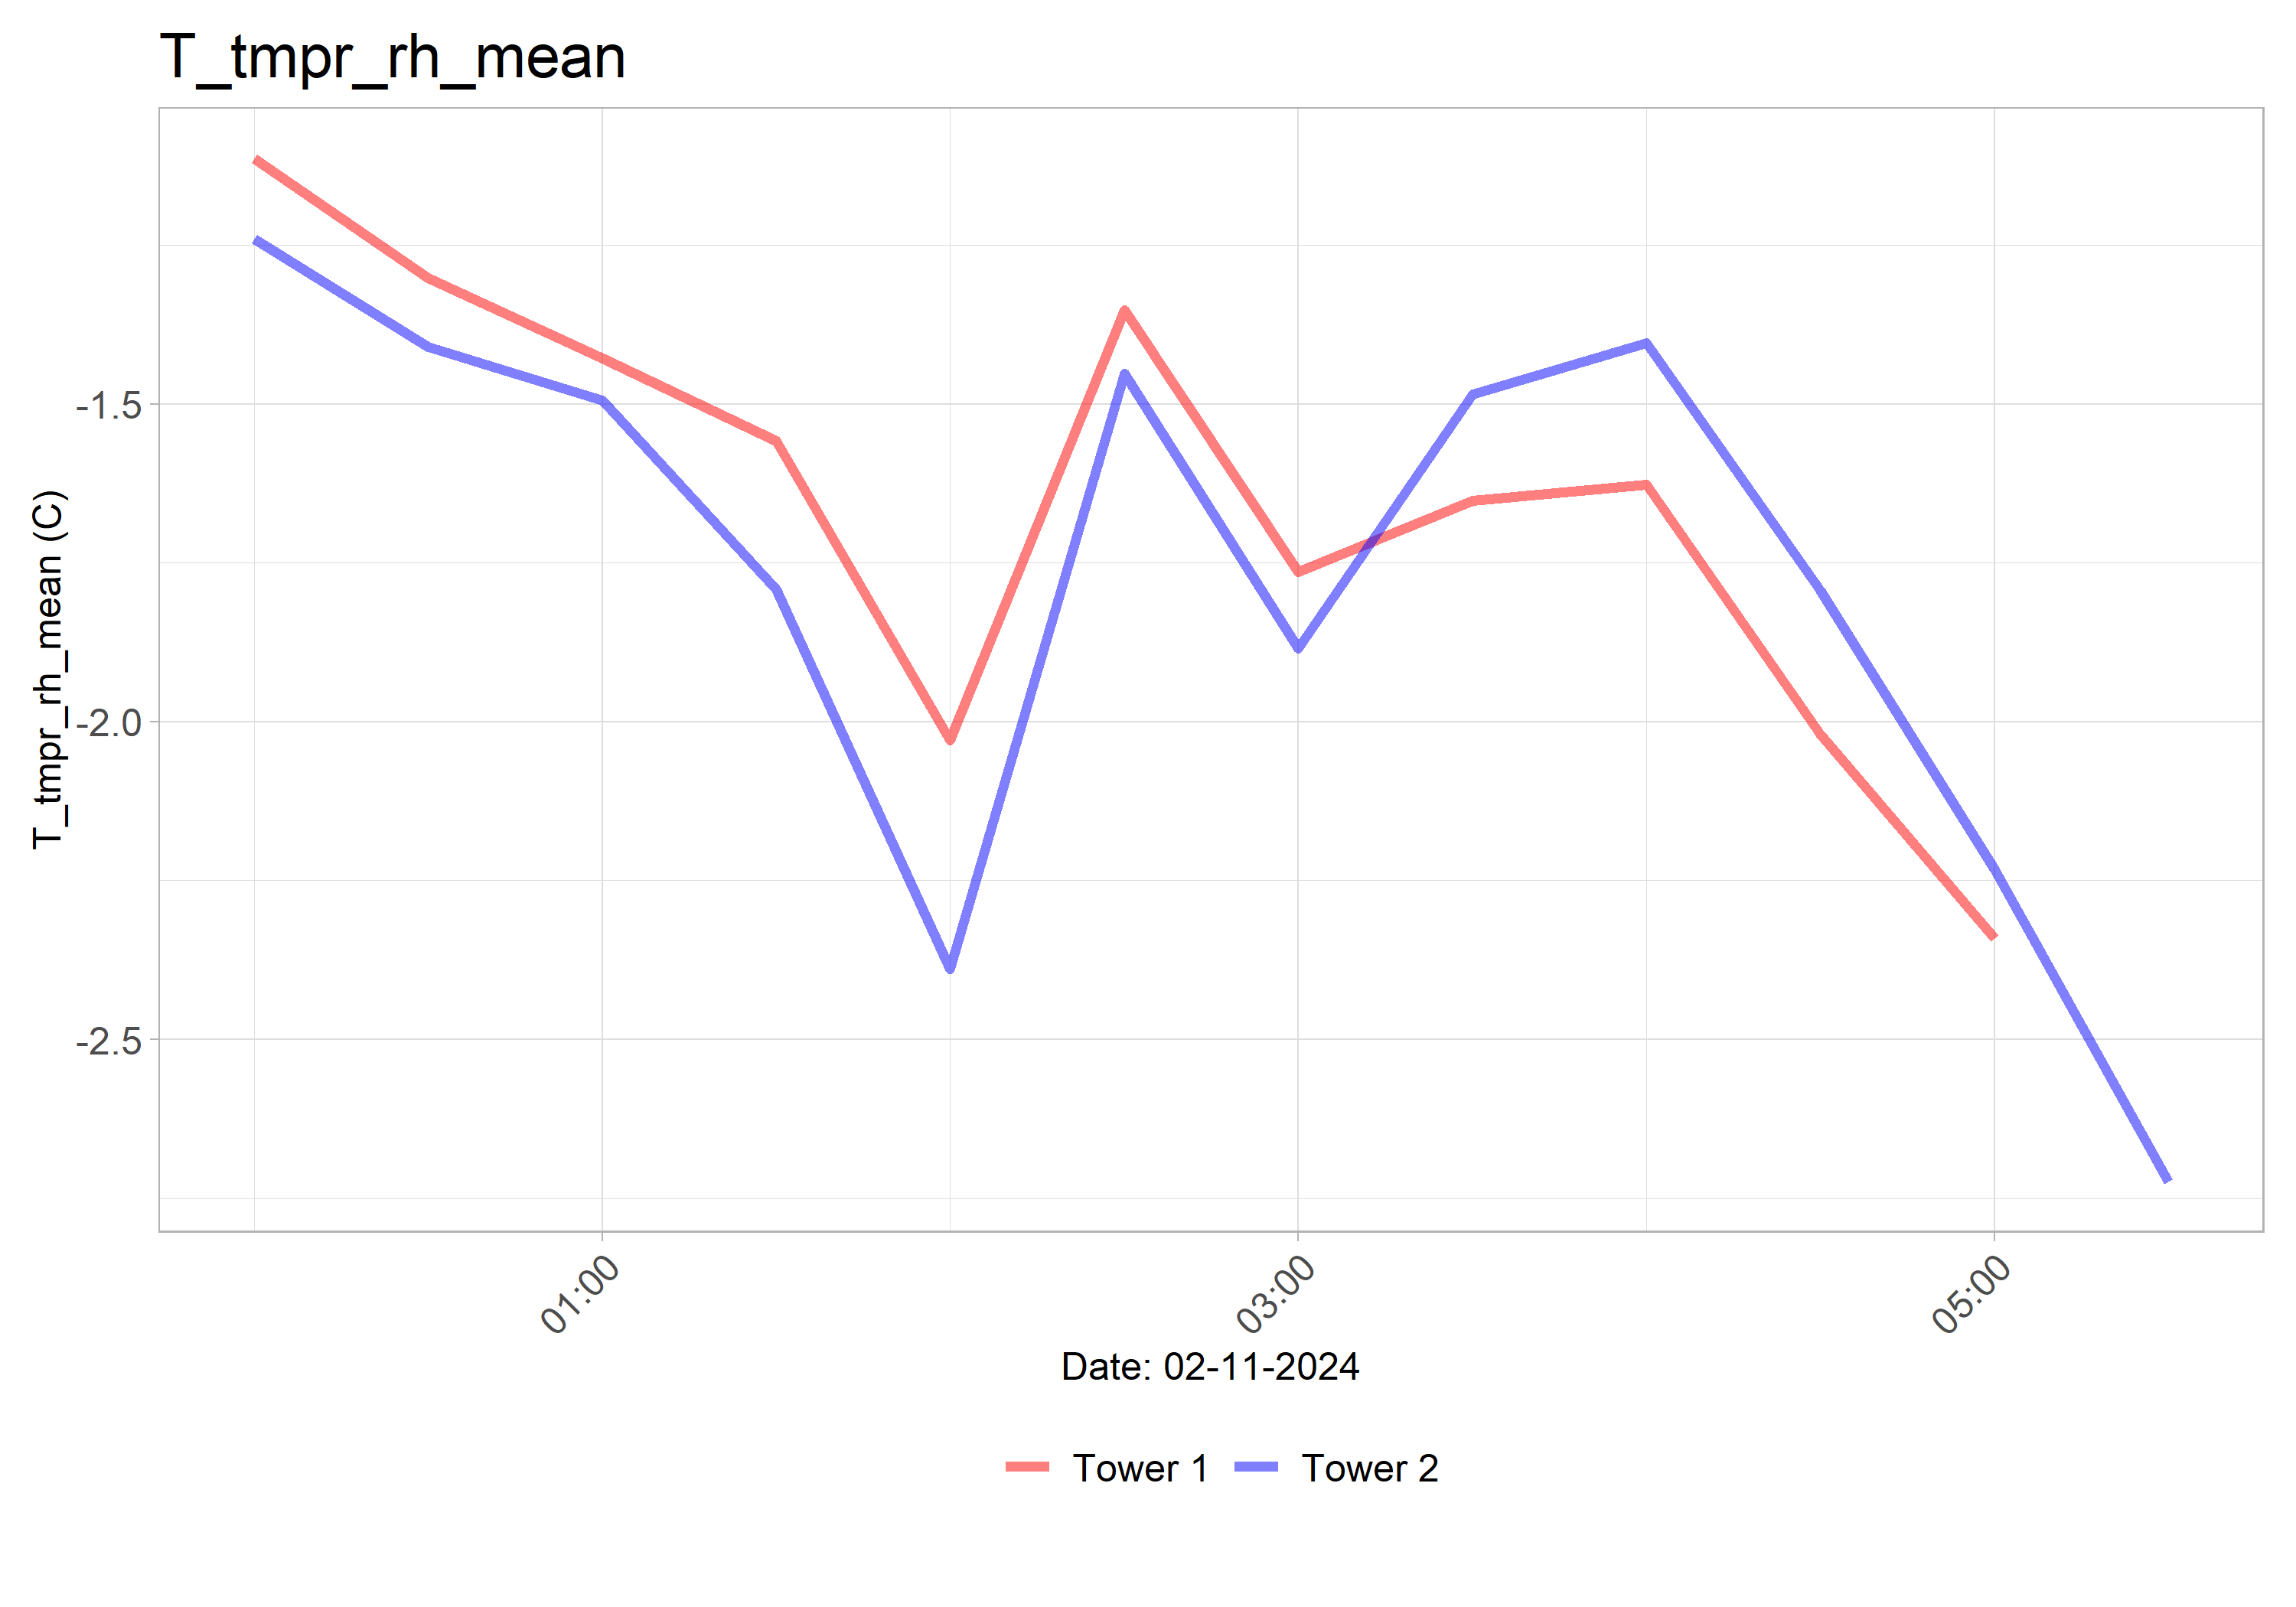 T_tmpr_rh_mean
T_tmpr_rh_mean (C)
-1.5
-2.0
-2.5
01:00
03:00
05:00
Date: 02-11-2024
Tower 1
Tower 2